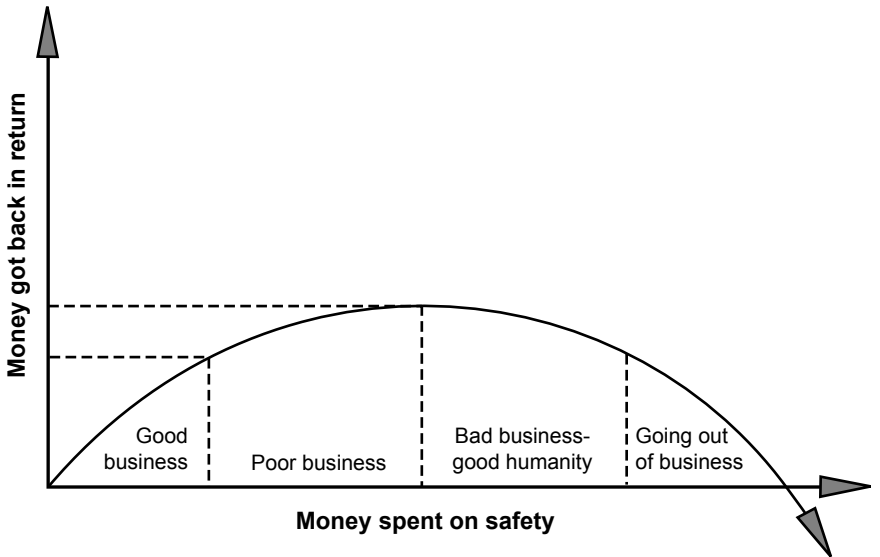 Money got back in return
Good
business
Poor business
Bad business-
good humanity
Going out
of business
Money spent on safety